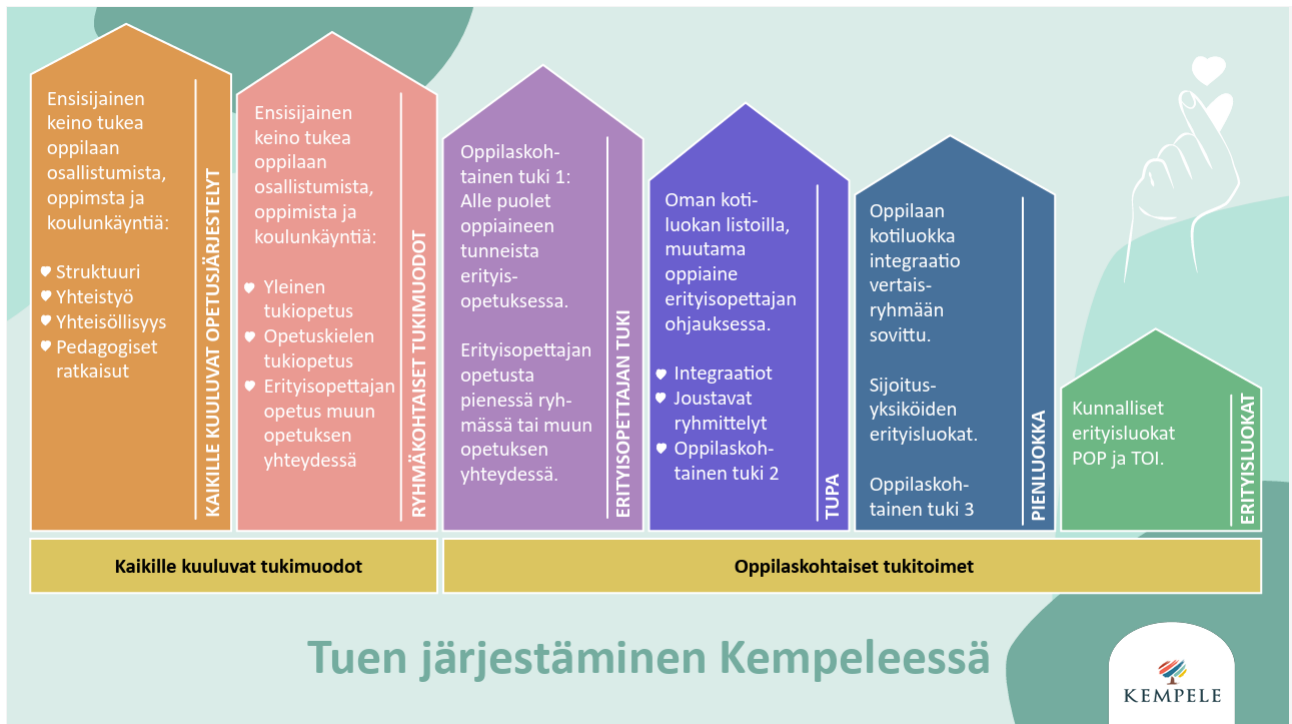 Ensisijainen
keino tukea
oppilaan
osallistumista,
oppimsta ja
koulunkäyntiä:
Struktuuri
Yhteistyö
Yhteisöllisyys
Pedagogiset
ratkaisut
KAIKILLE KUULUVAT OPETUSJÄRJESTELYT
Ensisijainen
keino tukea
oppilaan
osallistumista,
oppimista ja
koulunkäyntiä:
Yleinen
tukiopetus
Opetuskielen
tukiopetus
Erityisopettajan
opetus muun
opetuksen
yhteydessä
RYHMÄKOHTAISET TUKIMUODOT
Oppilaskoh-
tainen tuki 1:
Alle puolet
oppiaineen
tunneista
erityis-
opetuksessa.
Erityisopettajan
opetusta
pienessä ryh-
mässä tai muun
opetuksen
yhteydessä.
ERITYISOPETTAJAN TUKI
Oman koti-
luokan listoilla,
muutama
oppiaine
erityisopettajan
ohjauksessa.
Integraatiot
Joustavat
ryhmittelyt
Oppilaskoh-
tainen tuki 2
TUPA
Oppilaan
kotiluokka
integraatio
vertais-
ryhmään
sovittu.
Sijoitus-
yksiköiden
erityisluokat.
Oppilaskoh-
tainen tuki 3
PIENLUOKKA
Kunnalliset
erityisluokat
POP ja TOI.
ERITYISLUOKAT
Kaikille kuuluvat tukimuodot
Oppilaskohtaiset tukitoimet
Tuen järjestäminen Kempeleessä
KEMPELE